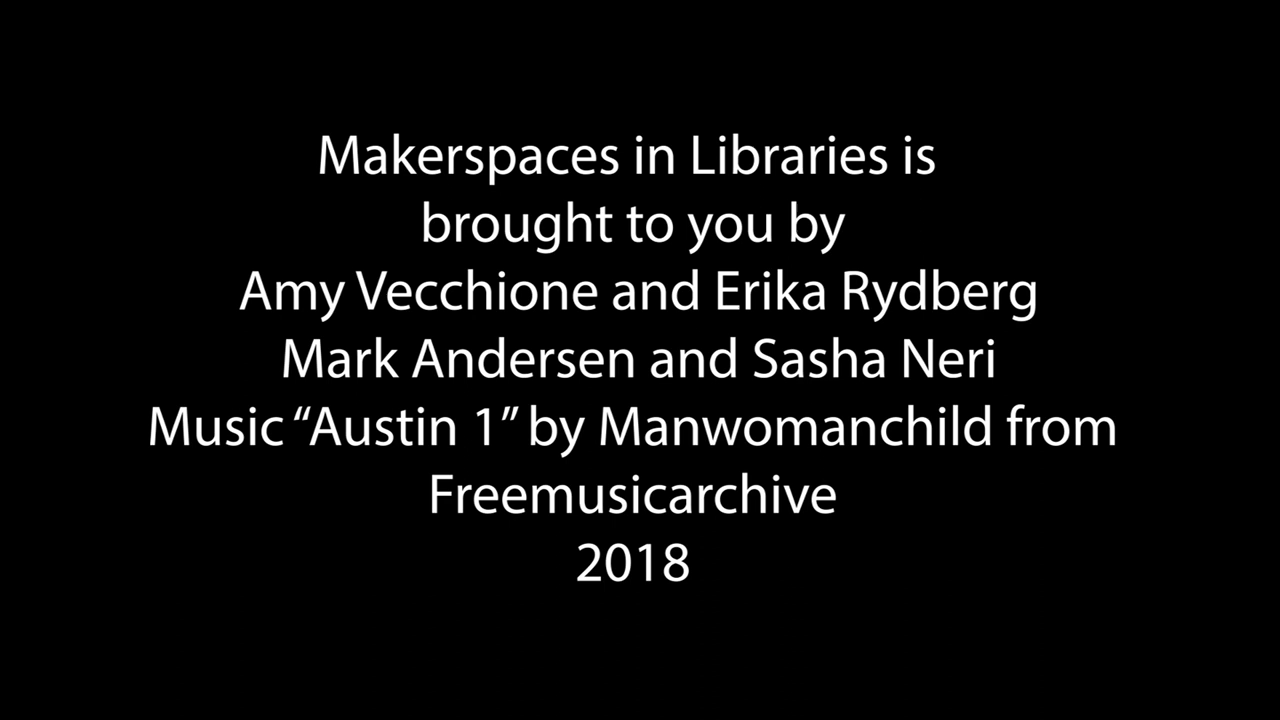 Makerspaces in Libraries is
brought to you by
Amy Vecchione and Erika Rydberg
Mark Andersen and Sasha Neri
Music “Austin 1” by Manwomanchild from
Freemusicarchive
2018